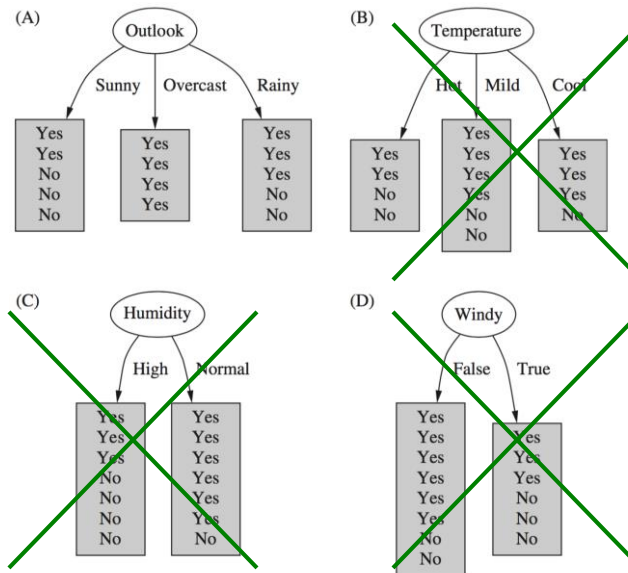 (A)
Outlook
Sunny
Overcast
Rainy
Yes
Yes
No
No
No
Yes
Yes
Yes
Yes
Yes
Yes
Yes
No
No
(B)
Temperature
Hot
Mild
Cool
Yes
Yes
No
No
Yes
Yes
Yes
Yes
No
No
Yes
Yes
Yes
No
(C)
Humidity
High
Normal
Yes
Yes
Yes
No
No
No
No
Yes
Yes
Yes
Yes
Yes
Yes
No
(D)
Windy
False
True
Yes
Yes
Yes
Yes
Yes
Yes
No
No
Yes
Yes
Yes
No
No
No